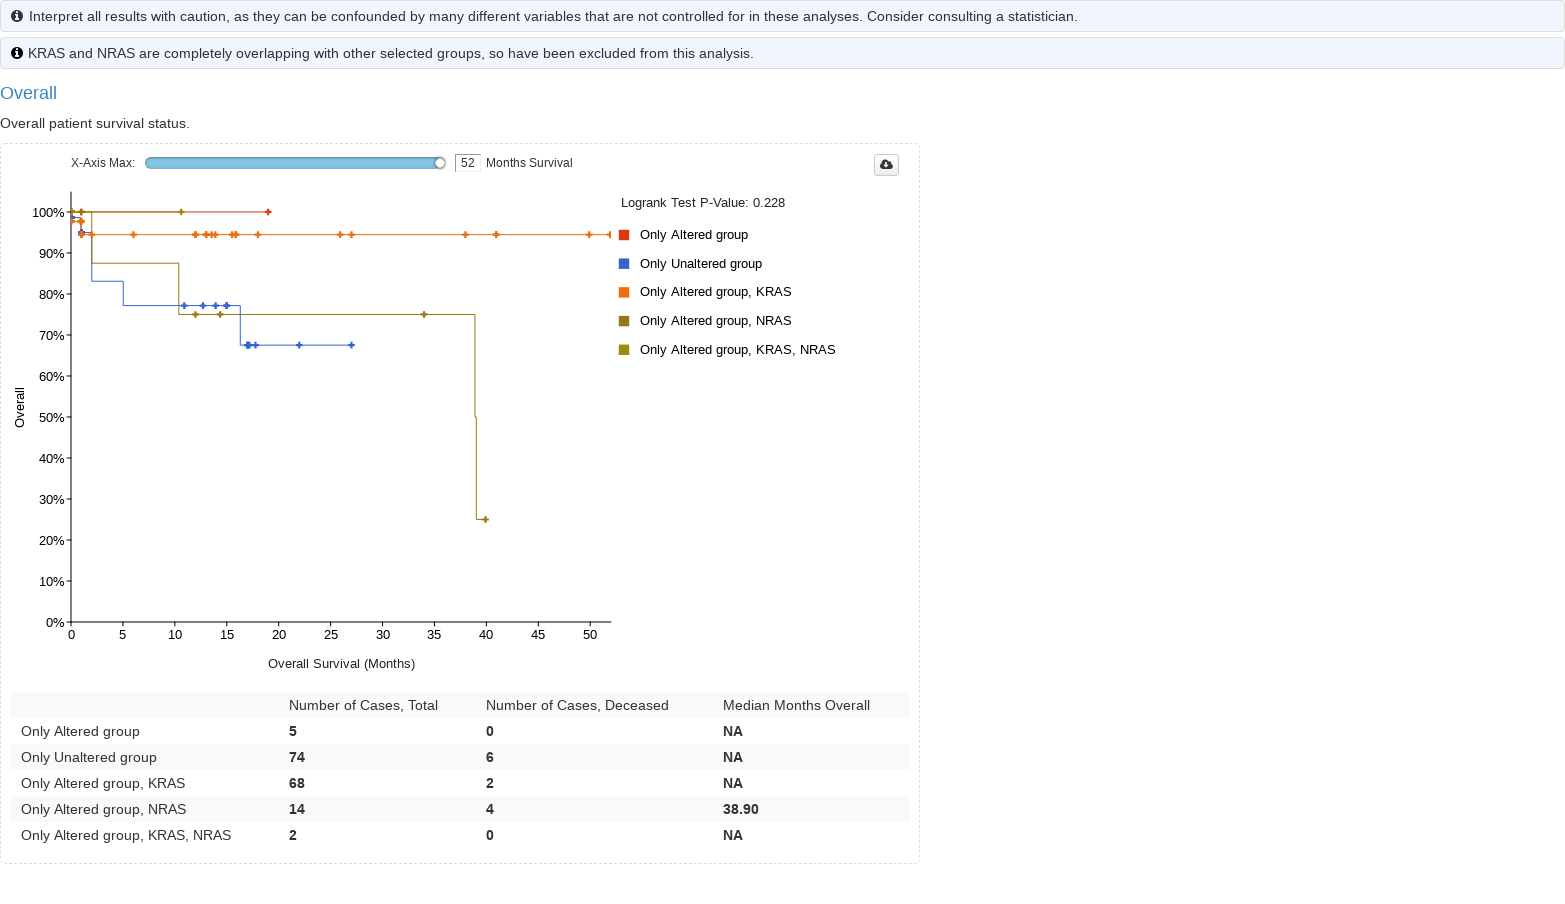 Interpret all results with caution, as they can be confounded by many different variables that are not controlled for in these analyses. Consider consulting a statistician.
KRAS and NRAS are completely overlapping with other selected groups, so have been excluded from this analysis.
Overall
Overall patient survival status.
X-Axis Max: 52 Months Survival
Logrank Test P-Value: 0.228
Only Altered group
Only Unaltered group
Only Altered group, KRAS
Only Altered group, NRAS
Only Altered group, KRAS, NRAS
100%
90%
80%
70%
60%
50%
40%
30%
20%
10%
0%
Overall
0 5 10 15 20 25 30 35 40 45 50
Overall Survival (Months)
Number of Cases, Total Number of Cases, Deceased Median Months Overall
Only Altered group 5 0 NA
Only Unaltered group 74 6 NA
Only Altered group, KRAS 68 2 NA
Only Altered group, NRAS 14 4 38.90
Only Altered group, KRAS, NRAS 2 0 NA